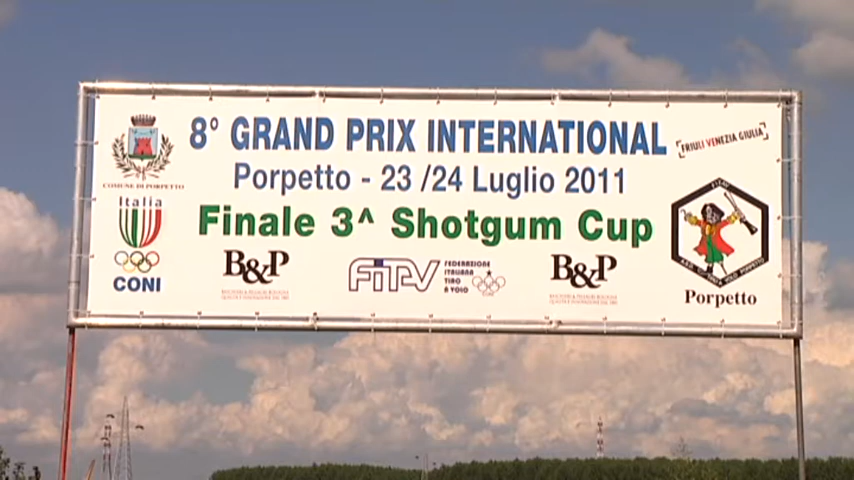 8° GRAND PRIX INTERNATIONAL
FRIULI VENEZIA GIULIA
Porpetto - 23 /24 Luglio 2011
COMUNE DI PORPETTO
Finale 3^ Shotgum Cup
Italia
CONI
B&P
FITAV
FEDERAZIONE
ITALIANA
TIRO
A VOLO
B&P
Porpetto